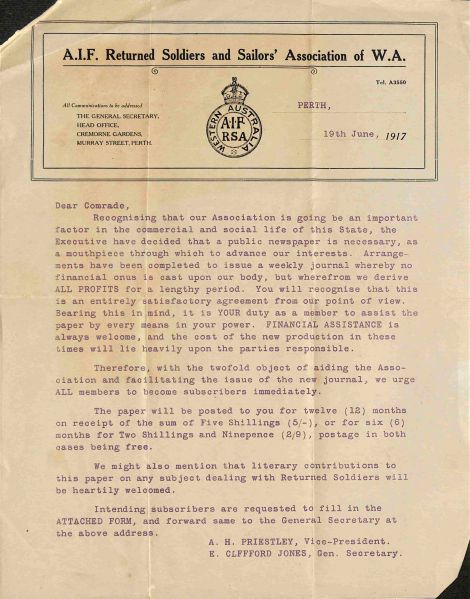 A.I.F. Returned Soldiers and Sailors' Association of W.A.
Tel. A3550
All Communications to be addressed
THE GENERAL SECRETARY,
HEAD OFFICE,
CREMORNE GARDENS,
MURRAY STREET, PERTH.
WESTERN AUSTRALIA
A·I·F
RSA
PERTH,
19th June, 1917
Dear Comrade,
Recognising that our Association is going be an important
factor in the commercial and social life of this State, the
Executive have decided that a public newspaper is necessary, as
a mouthpiece through which to advance our interests. Arrange-
ments have been completed to issue a weekly journal whereby no
financial onus is cast upon our body, but wherefrom we derive
ALL PROFITS for a lengthy period. You will recognise that this
is an entirely satisfactory agreement from our point of view.
Bearing this in mind, it is YOUR duty as a member to assist the
paper by every means in your power. FINANCIAL ASSISTANCE is
always welcome, and the cost of the new production in these
times will lie heavily upon the parties responsible.
Therefore, with the twofold object of aiding the Asso-
ciation and facilitating the issue of the new journal, we urge
ALL members to become subscribers immediately.
The paper will be posted to you for twelve (12) months
on receipt of the sum of Five Shillings (5/-), or for six (6)
months for Two Shillings and Ninepence (2/9), postage in both
cases being free.
We might also mention that literary contributions to
this paper on any subject dealing with Returned Soldiers will
be heartily welcomed.
Intending subscribers are requested to fill in the
ATTACHED FORM, and forward same to the General Secretary at
the above address.
A. H. PRIESTLEY, Vice-President.
E. CLFFORD JONES, Gen. Secretary.